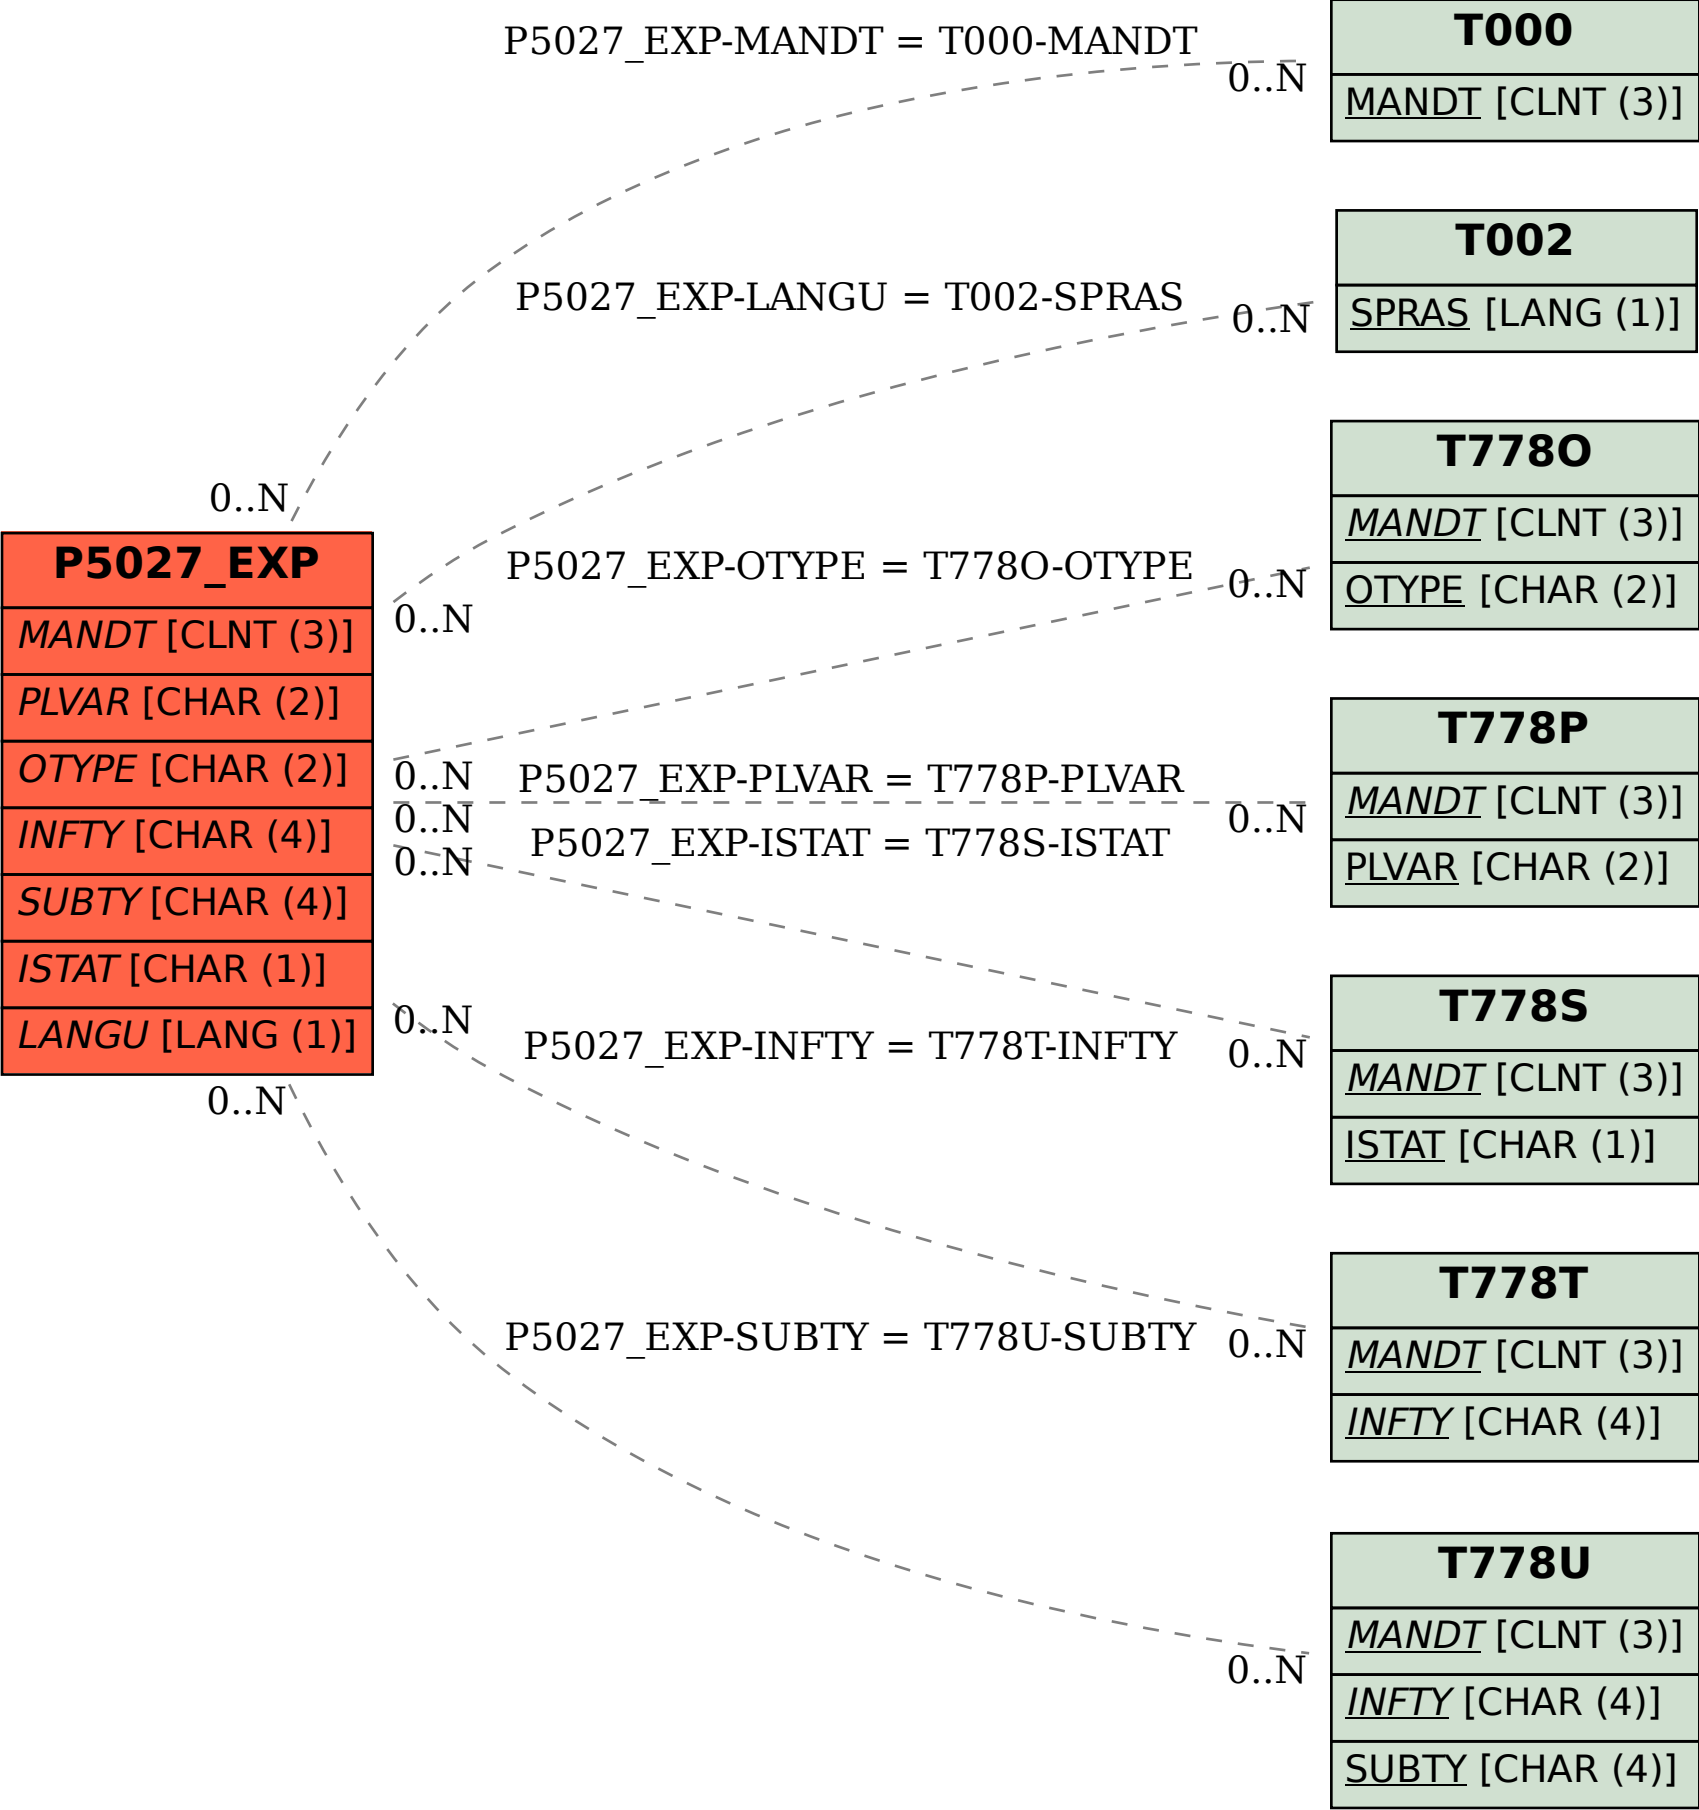 P5027_EXP-MANDT = T000-MANDT
0..N
0..N
P5027_EXP-LANGU = T002-SPRAS
0..N
0..N
P5027_EXP-OTYPE = T778O-OTYPE
0..N
0..N
P5027_EXP-PLVAR = T778P-PLVAR
0..N
0..N
P5027_EXP-ISTAT = T778S-ISTAT
0..N
0..N
P5027_EXP-INFTY = T778T-INFTY
0..N
0..N
P5027_EXP-SUBTY = T778U-SUBTY
0..N
0..N
P5027_EXP
MANDT [CLNT (3)]
PLVAR [CHAR (2)]
OTYPE [CHAR (2)]
INFTY [CHAR (4)]
SUBTY [CHAR (4)]
ISTAT [CHAR (1)]
LANGU [LANG (1)]
T000
MANDT [CLNT (3)]
T002
SPRAS [LANG (1)]
T778O
MANDT [CLNT (3)]
OTYPE [CHAR (2)]
T778P
MANDT [CLNT (3)]
PLVAR [CHAR (2)]
T778S
MANDT [CLNT (3)]
ISTAT [CHAR (1)]
T778T
MANDT [CLNT (3)]
INFTY [CHAR (4)]
T778U
MANDT [CLNT (3)]
INFTY [CHAR (4)]
SUBTY [CHAR (4)]